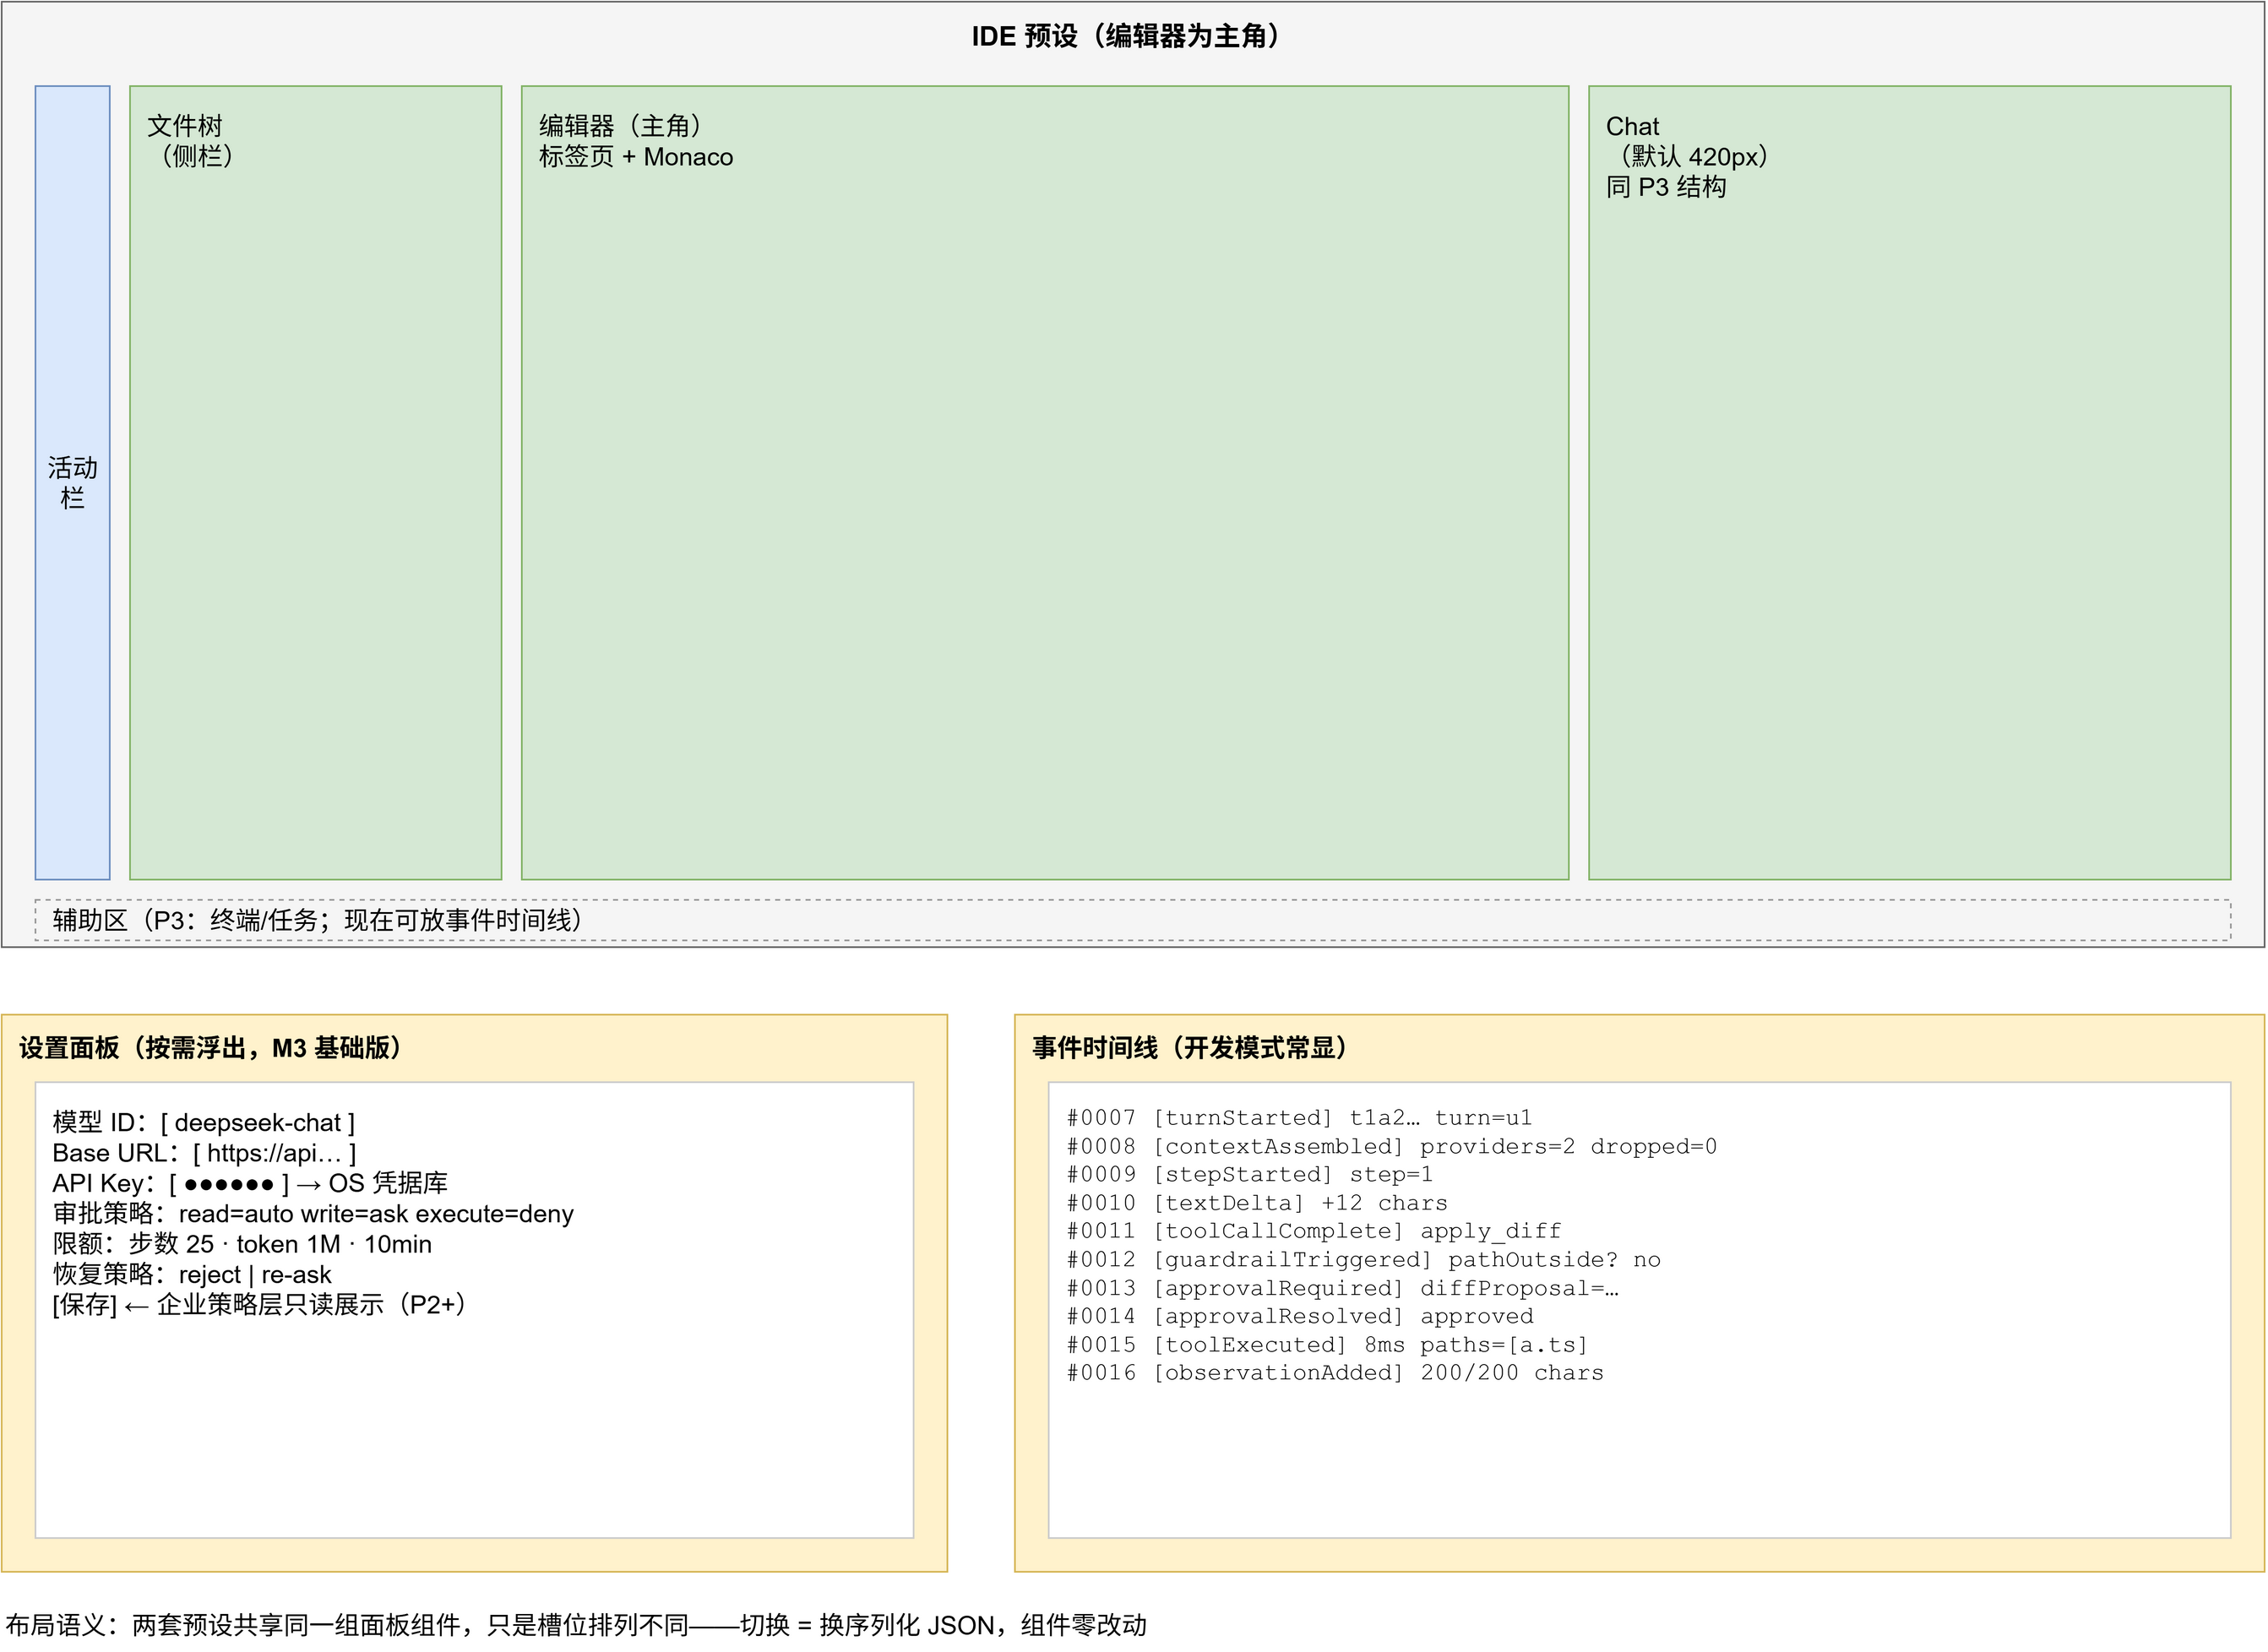 IDE 预设（编辑器为主角）
文件树
（侧栏）
编辑器（主角）
标签页 + Monaco
Chat
（默认 420px）
同 P3 结构
活动
栏
辅助区（P3：终端/任务；现在可放事件时间线）
设置面板（按需浮出，M3 基础版）
模型 ID：[ deepseek-chat ]
Base URL：[ https://api… ]
API Key：[ ●●●●●● ] → OS 凭据库
审批策略：read=auto write=ask execute=deny
限额：步数 25 · token 1M · 10min
恢复策略：reject | re-ask
[保存] ← 企业策略层只读展示（P2+）
事件时间线（开发模式常显）
#0007 [turnStarted] t1a2… turn=u1
#0008 [contextAssembled] providers=2 dropped=0
#0009 [stepStarted] step=1
#0010 [textDelta] +12 chars
#0011 [toolCallComplete] apply_diff
#0012 [guardrailTriggered] pathOutside? no
#0013 [approvalRequired] diffProposal=…
#0014 [approvalResolved] approved
#0015 [toolExecuted] 8ms paths=[a.ts]
#0016 [observationAdded] 200/200 chars
布局语义：两套预设共享同一组面板组件，只是槽位排列不同——切换 = 换序列化 JSON，组件零改动